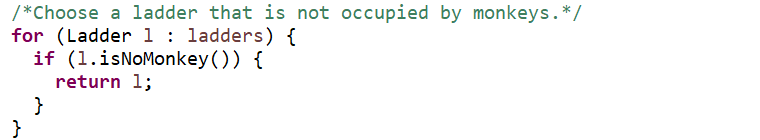 /*Choose a ladder that is not occupied by monkeys.*/
for (Ladder l : ladders) {
  if (l.isNoMonkey()) {
    return l;
  }
}